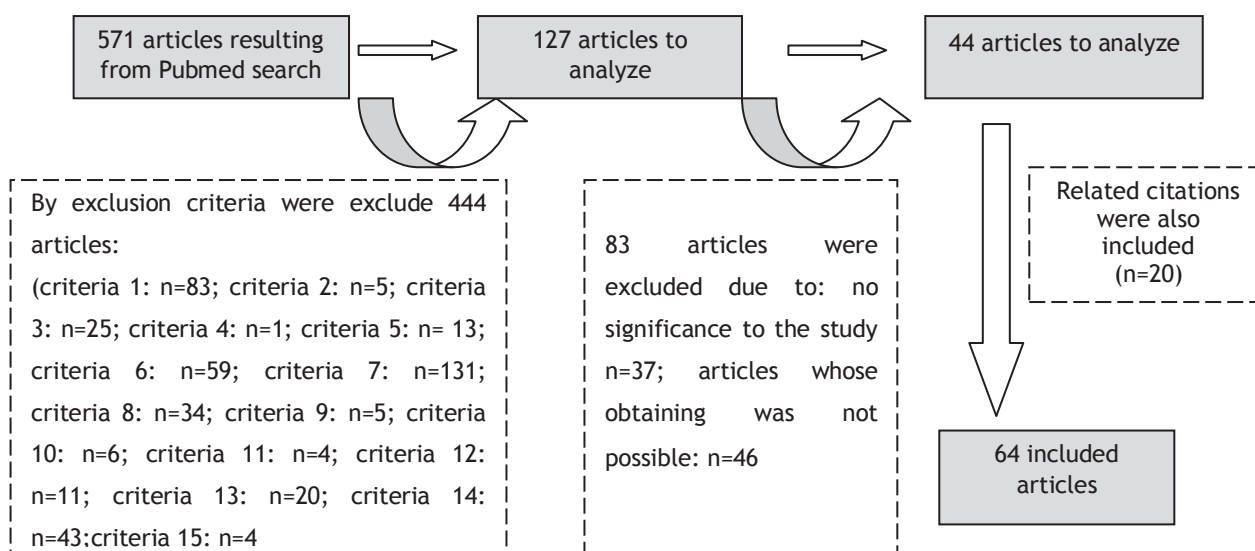 571 articles resulting
from Pubmed search
127 articles to
analyze
44 articles to analyze
By exclusion criteria were exclude 444
articles:
(criteria 1: n=83; criteria 2: n=5; criteria
3: n=25; criteria 4: n=1; criteria 5: n= 13;
criteria 6: n=59; criteria 7: n=131;
criteria 8: n=34; criteria 9: n=5; criteria
10: n=6; criteria 11: n=4; criteria 12:
n=11; criteria 13: n=20; criteria 14:
n=43;criteria 15: n=4
83 articles were
excluded due to: no
significance to the study
n=37; articles whose
obtaining was not
possible: n=46
Related citations
were also
included
(n=20)
64 included
articles